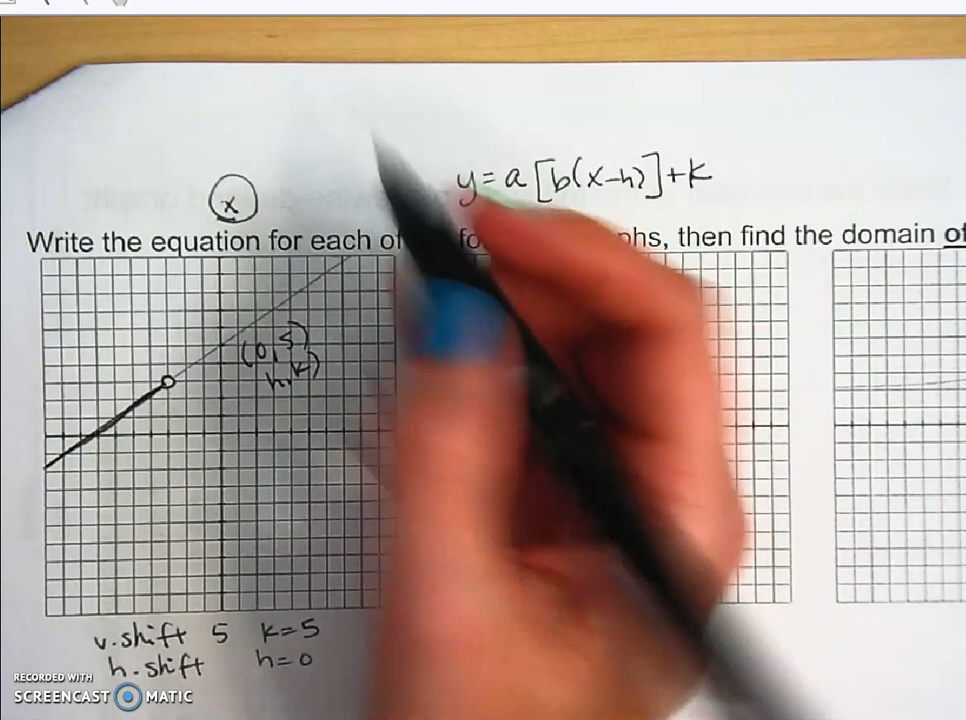 y=a[b(x-h)]+k
x
Write the equation for each of fo phs, then find the domain of
(0,5)
h,k)
v.shift 5 k=5
h.shift h=0
RECORDED WITH
SCREENCAST MATIC